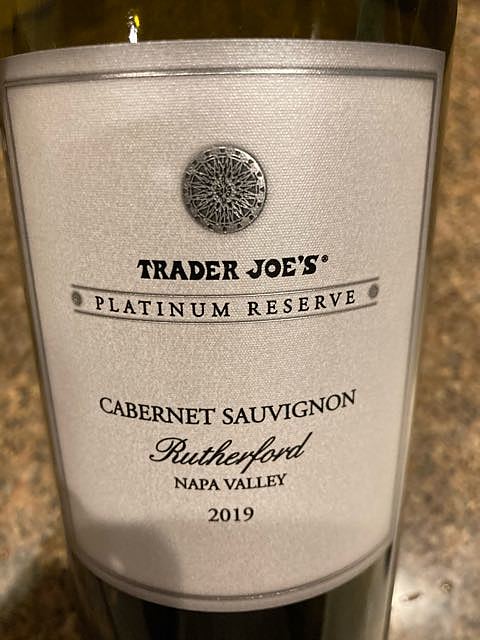 TRADER JOE'S®
PLATINUM RESERVE
CABERNET SAUVIGNON
Rutherford
NAPA VALLEY
2019